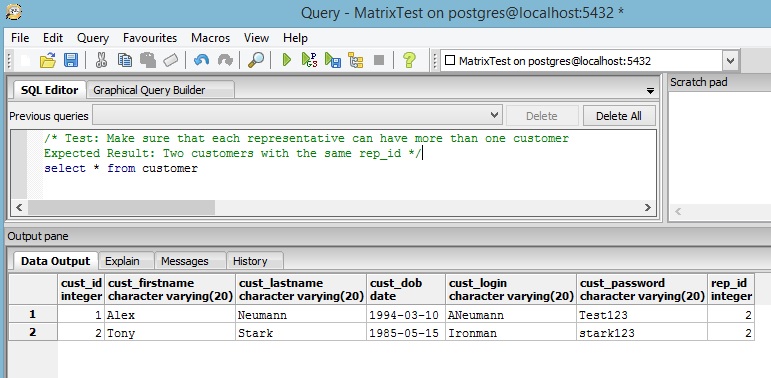 Query - MatrixTest on postgres@localhost:5432 *
File Edit Query Favourites Macros View Help
MatrixTest on postgres@localhost:5432
SQL Editor Graphical Query Builder
Scratch pad
Previous queries Delete Delete All
/* Test: Make sure that each representative can have more than one customer
Expected Result: Two customers with the same rep_id */
select * from customer
Output pane
Data Output Explain Messages History
cust_id cust_firstname cust_lastname cust_dob cust_login cust_password rep_id
integer character varying(20) character varying(20) date character varying(20) character varying(20) integer
1 1 Alex Neumann 1994-03-10 ANeumann Test123 2
2 2 Tony Stark 1985-05-15 Ironman stark123 2